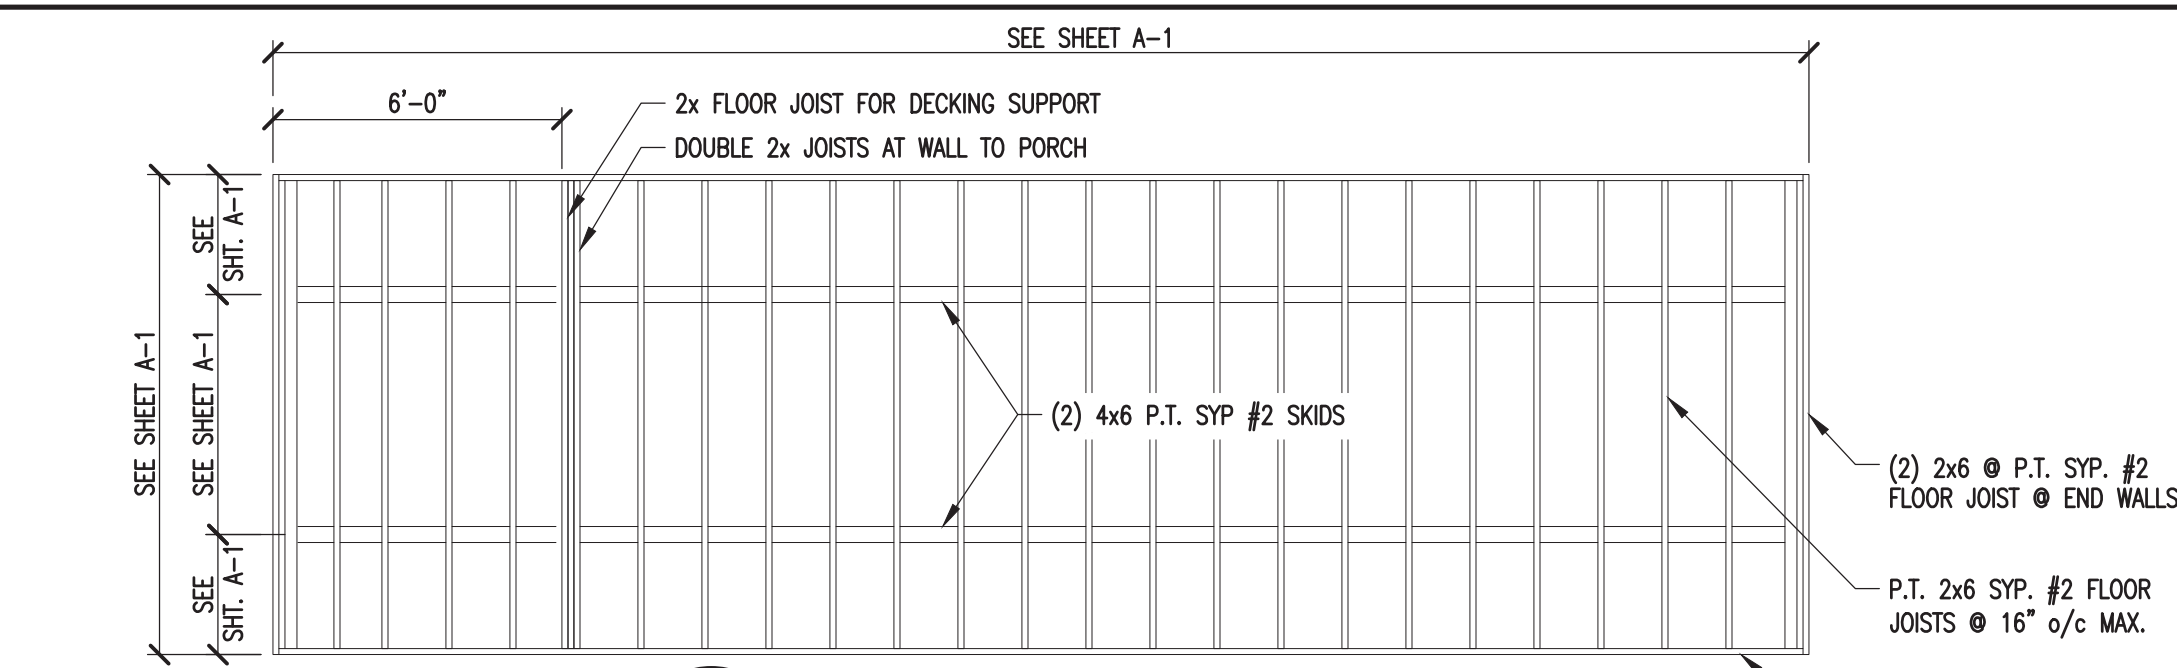 SEE SHEET A-1
6'-0"
2x FLOOR JOIST FOR DECKING SUPPORT
DOUBLE 2x JOISTS AT WALL TO PORCH
SEE
SHT. A-1
SEE SHEET A-1
SEE SHEET A-1
SEE
SHT. A-1
(2) 4x6 P.T. SYP #2 SKIDS
(2) 2x6 @ P.T. SYP. #2
FLOOR JOIST @ END WALLS
P.T. 2x6 SYP. #2 FLOOR
JOISTS @ 16" o/c MAX.